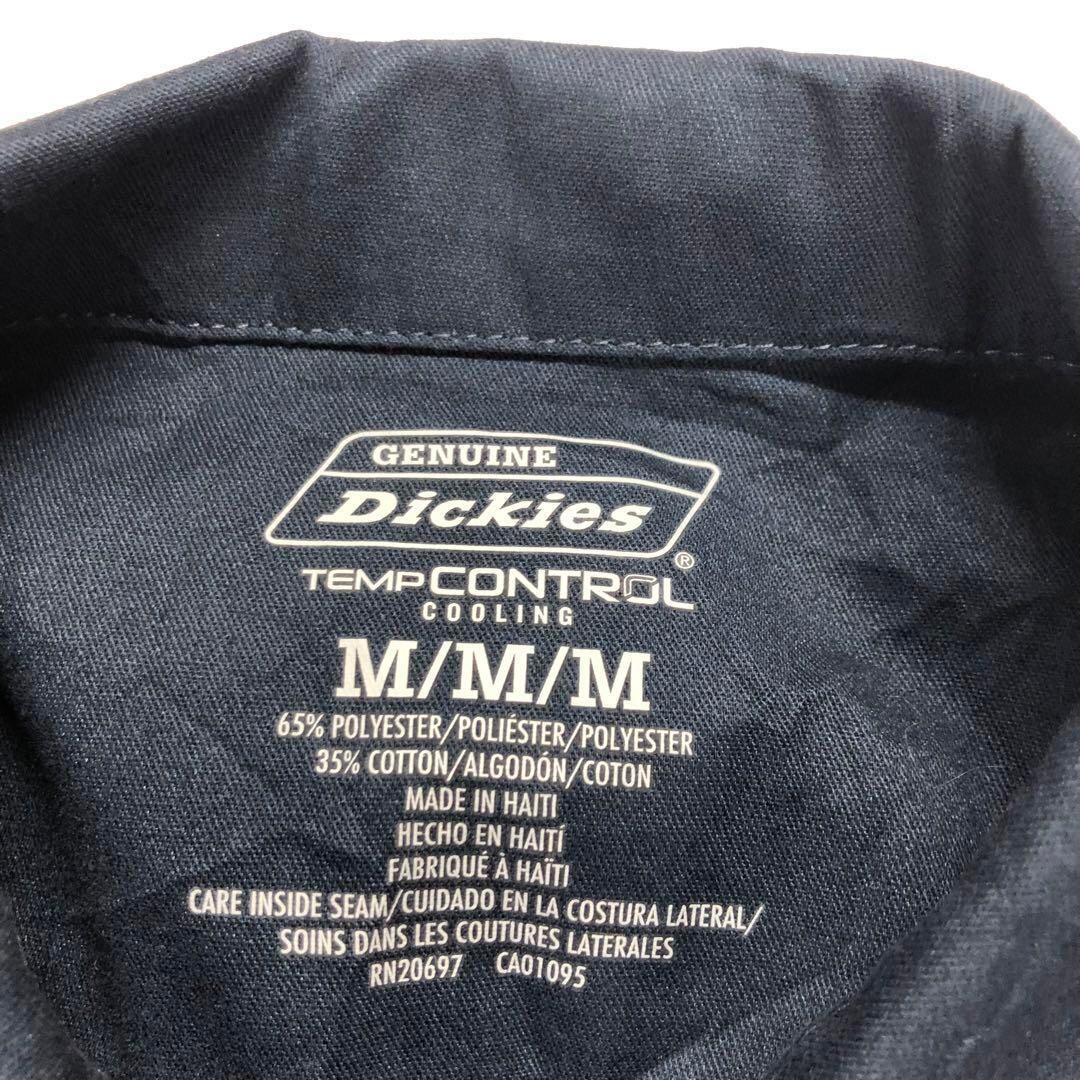 GENUINE
Dickies
®
TEMPCONTROL
COOLING
M/M/M
65% POLYESTER/POLIÉSTER/POLYESTER
35% COTTON/ALGODÓN/COTON
MADE IN HAITI
HECHO EN HAITÍ
FABRIQUÉ À HAÏTI
CARE INSIDE SEAM/CUIDADO EN LA COSTURA LATERAL/
SOINS DANS LES COUTURES LATERALES
RN20697 CA01095